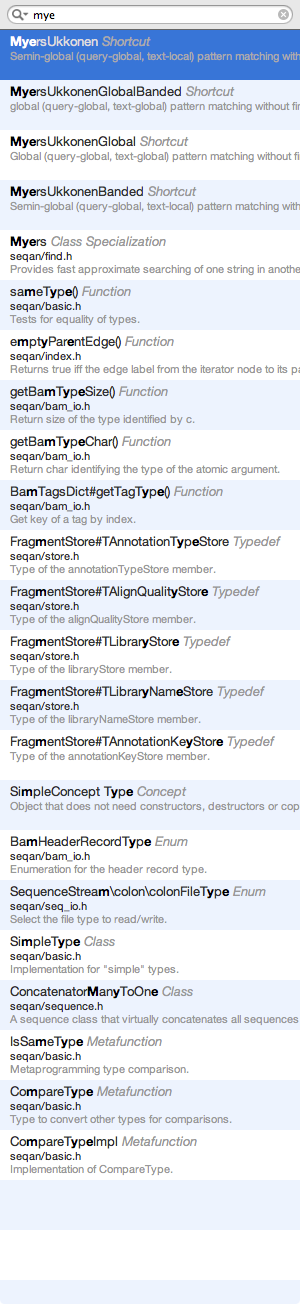 mye
MyersUkkonen Shortcut
Semin-global (query-global, text-local) pattern matching with
MyersUkkonenGlobalBanded Shortcut
global (query-global, text-global) pattern matching without fi
MyersUkkonenGlobal Shortcut
Global (query-global, text-global) pattern matching without fi
MyersUkkonenBanded Shortcut
Semin-global (query-global, text-local) pattern matching with
Myers Class Specialization
seqan/find.h
Provides fast approximate searching of one string in anothe
sameType() Function
Tests for equality of types.
emptyParentEdge() Function
seqan/index.h
Returns true iff the edge label from the iterator node to its pa
getBamTypeSize() Function
seqan/bam_io.h
Return size of the type identified by c.
getBamTypeChar() Function
seqan/bam_io.h
Return char identifying the type of the atomic argument.
BamTagsDict#getTagType() Function
seqan/bam_io.h
Get key of a tag by index.
FragmentStore#TAnnotationTypeStore Typedef
seqan/store.h
Type of the annotationTypeStore member.
FragmentStore#TAlignQualityStore Typedef
seqan/store.h
Type of the alignQualityStore member.
FragmentStore#TLibraryStore Typedef
seqan/store.h
Type of the libraryStore member.
FragmentStore#TLibraryNameStore Typedef
seqan/store.h
Type of the libraryNameStore member.
FragmentStore#TAnnotationKeyStore Typedef
Type of the annotationKeyStore member.
SimpleConcept Type Concept
Object that does not need constructors, destructors or cop
BamHeaderRecordType Enum
seqan/bam_io.h
Enumeration for the header record type.
SequenceStream\colon\colonFileType Enum
seqan/seq_io.h
Select the file type to read/write.
SimpleType Class
seqan/basic.h
Implementation for "simple" types.
ConcatenatorManyToOne Class
seqan/sequence.h
A sequence class that virtually concatenates all sequences
IsSameType Metafunction
seqan/basic.h
Metaprogramming type comparison.
CompareType Metafunction
seqan/basic.h
Type to convert other types for comparisons.
CompareTypeImpl Metafunction
seqan/basic.h
Implementation of CompareType.